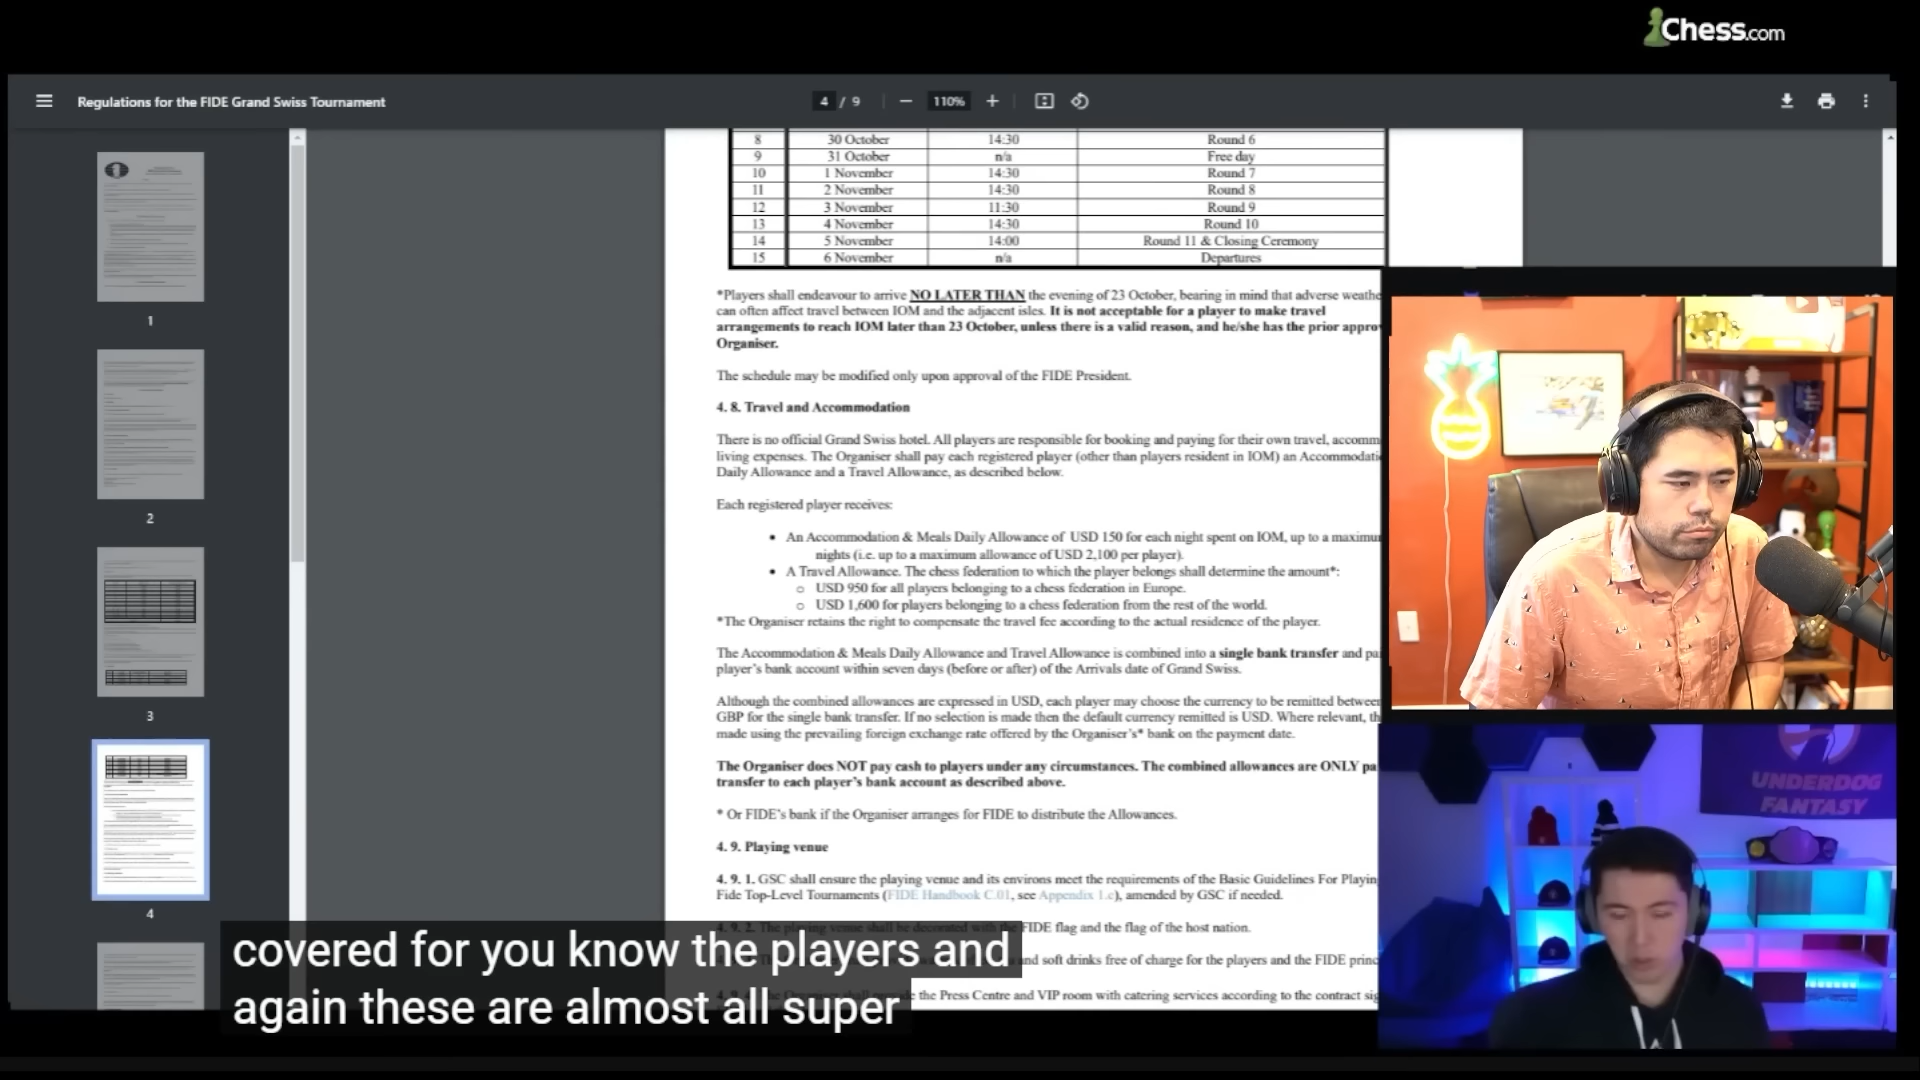 Chess.com
Regulations for the FIDE Grand Swiss Tournament
4 / 9
110%
8 30 October 14:30 Round 6
9 31 October n/a Free day
10 1 November 14:30 Round 7
11 2 November 14:30 Round 8
12 3 November 11:30 Round 9
13 4 November 14:30 Round 10
14 5 November 14:00 Round 11 & Closing Ceremony
15 6 November n/a Departures
*Players shall endeavour to arrive NO LATER THAN the evening of 23 October, bearing in mind that adverse weathe
can often affect travel between IOM and the adjacent isles. It is not acceptable for a player to make travel
arrangements to reach IOM later than 23 October, unless there is a valid reason, and he/she has the prior appro
Organiser.
The schedule may be modified only upon approval of the FIDE President.
4. 8. Travel and Accommodation
There is no official Grand Swiss hotel. All players are responsible for booking and paying for their own travel, accomm
living expenses. The Organiser shall pay each registered player (other than players resident in IOM) an Accommodati
Daily Allowance and a Travel Allowance, as described below.
Each registered player receives:
• An Accommodation & Meals Daily Allowance of USD 150 for each night spent on IOM, up to a maximu
nights (i.e. up to a maximum allowance of USD 2,100 per player).
• A Travel Allowance. The chess federation to which the player belongs shall determine the amount*:
o USD 950 for all players belonging to a chess federation in Europe.
o USD 1,600 for players belonging to a chess federation from the rest of the world.
*The Organiser retains the right to compensate the travel fee according to the actual residence of the player.
The Accommodation & Meals Daily Allowance and Travel Allowance is combined into a single bank transfer and pa
player's bank account within seven days (before or after) of the Arrivals date of Grand Swiss.
Although the combined allowances are expressed in USD, each player may choose the currency to be remitted between
GBP for the single bank transfer. If no selection is made then the default currency remitted is USD. Where relevant, th
made using the prevailing foreign exchange rate offered by the Organiser's* bank on the payment date.
The Organiser does NOT pay cash to players under any circumstances. The combined allowances are ONLY pa
transfer to each player's bank account as described above.
* Or FIDE's bank if the Organiser arranges for FIDE to distribute the Allowances.
4. 9. Playing venue
4. 9. 1. GSC shall ensure the playing venue and its environs meet the requirements of the Basic Guidelines For Playin
Fide Top-Level Tournaments (FIDE Handbook C.01, see Appendix 1.c), amended by GSC if needed.
4. 9. 2. The playing venue shall be decorated with the FIDE flag and the flag of the host nation.
and soft drinks free of charge for the players and the FIDE princ
the Press Centre and VIP room with catering services according to the contract sig
1
2
3
4
UNDERDOG
FANTASY
covered for you know the players and
again these are almost all super